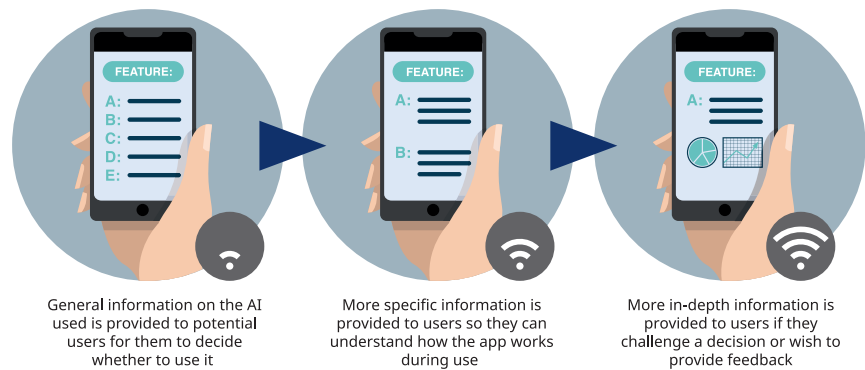 FEATURE:
A:
B:
C:
D:
E:
FEATURE:
A:
B:
FEATURE:
A:
General information on the AI
used is provided to potential
users for them to decide
whether to use it
More specific information is
provided to users so they can
understand how the app works
during use
More in-depth information is
provided to users if they
challenge a decision or wish to
provide feedback